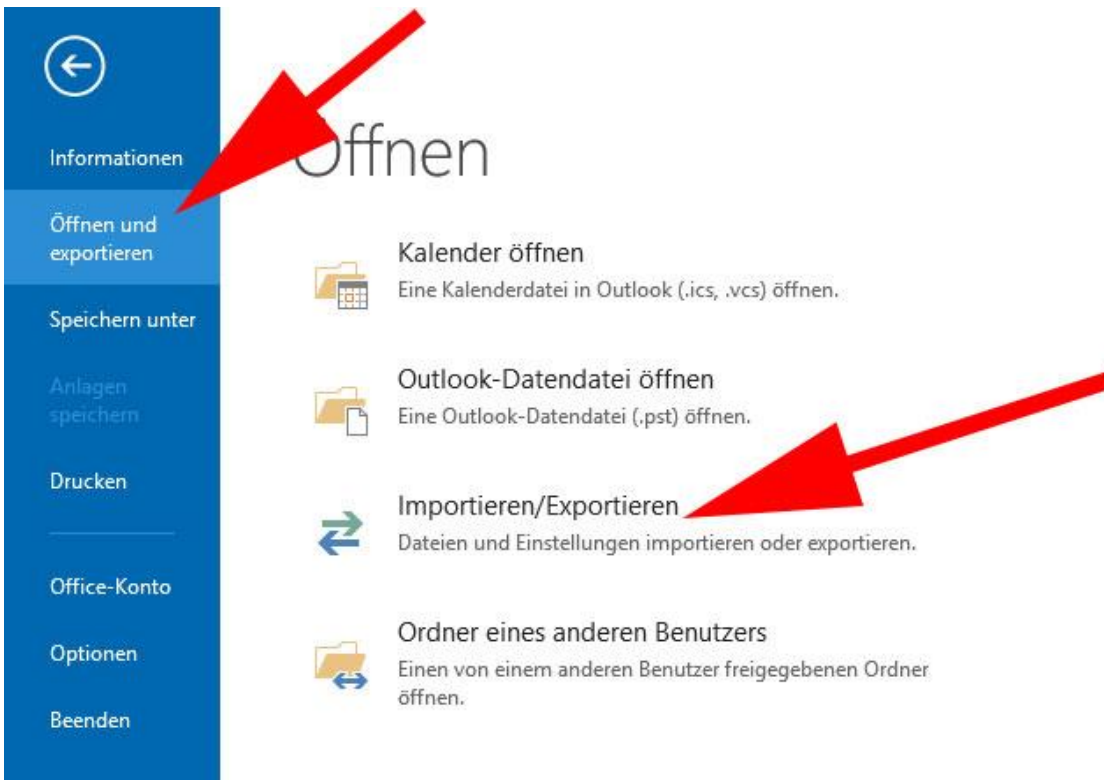 Informationen
Öffnen und
exportieren
Speichern unter
Anlagen
speichern
Drucken
Office-Konto
Optionen
Beenden
Öffnen
Kalender öffnen
Eine Kalenderdatei in Outlook (.ics, .vcs) öffnen.
Outlook-Datendatei öffnen
Eine Outlook-Datendatei (.pst) öffnen.
Importieren/Exportieren
Dateien und Einstellungen importieren oder exportieren.
Ordner eines anderen Benutzers
Einen von einem anderen Benutzer freigegebenen Ordner
öffnen.